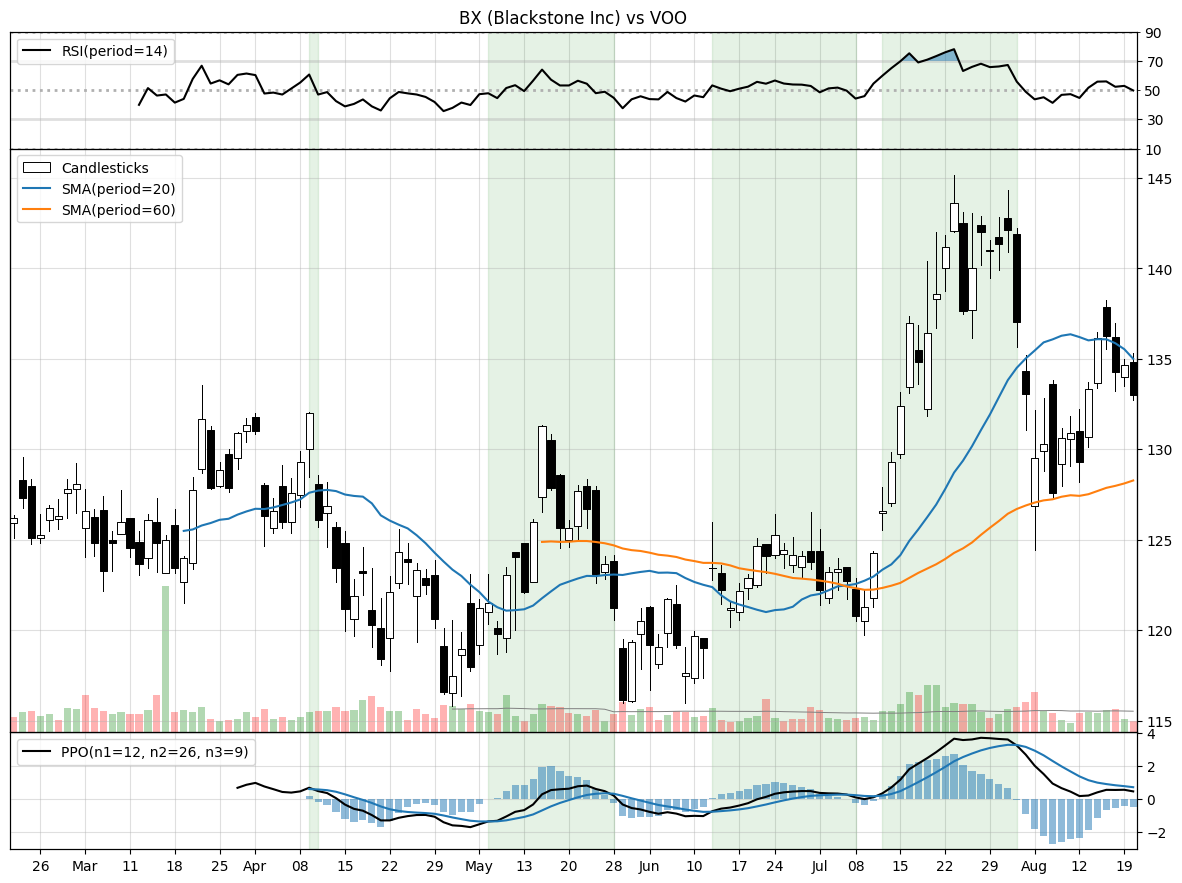 BX (Blackstone Inc) vs VOO
RSI(period=14)
90
70
50
30
10
Candlesticks
SMA(period=20)
SMA(period=60)
145
140
135
130
125
120
115
PPO(n1=12, n2=26, n3=9)
4
2
0
−2
26 Mar 11 18 25 Apr 08 15 22 29 May 13 20 28 Jun 10 17 24 Jul 08 15 22 29 Aug 12 19